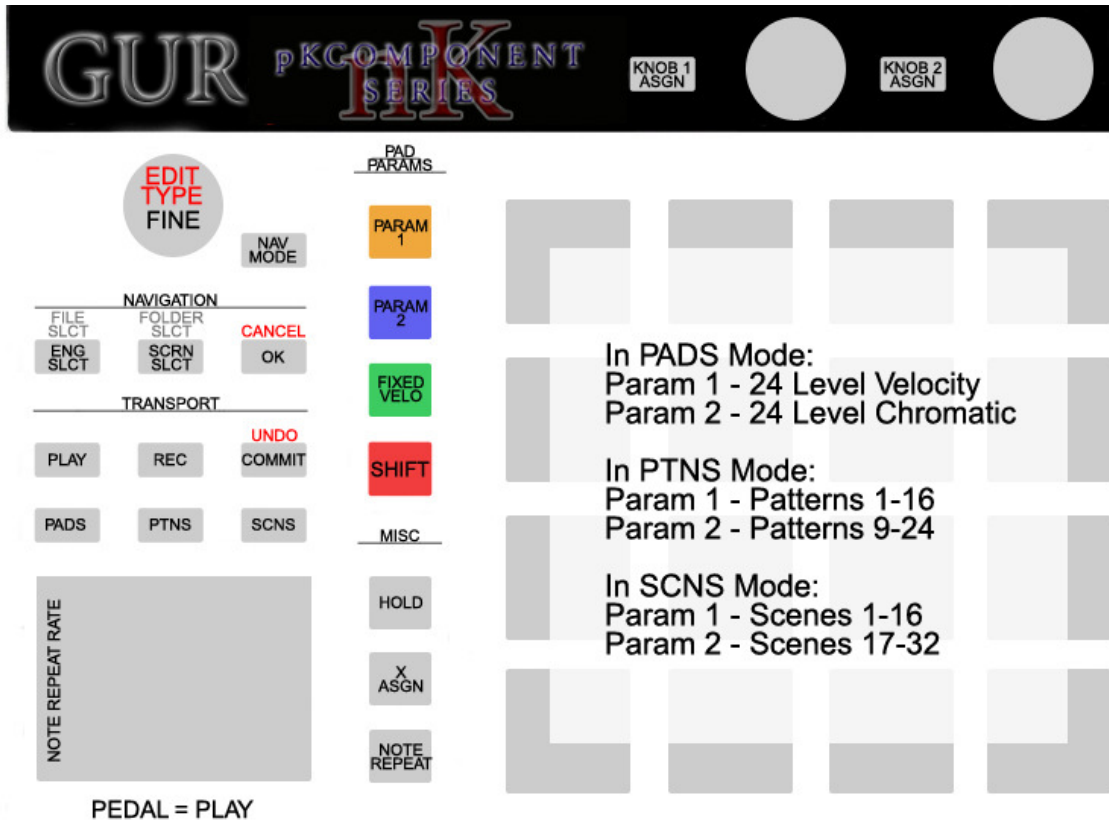 GUR
pKCOMPONENT
SERIES
nK
KNOB 1
ASGN
KNOB 2
ASGN
EDIT
TYPE
FINE
NAV
MODE
NAVIGATION
FILE
SLCT
FOLDER
SLCT
CANCEL
ENG
SLCT
SCRN
SLCT
OK
TRANSPORT
UNDO
PLAY
REC
COMMIT
PADS
PTNS
SCNS
NOTE REPEAT RATE
PEDAL = PLAY
PAD
PARAMS
PARAM
1
PARAM
2
FIXED
VELO
SHIFT
MISC
HOLD
X
ASGN
NOTE
REPEAT
In PADS Mode:
Param 1 - 24 Level Velocity
Param 2 - 24 Level Chromatic
In PTNS Mode:
Param 1 - Patterns 1-16
Param 2 - Patterns 9-24
In SCNS Mode:
Param 1 - Scenes 1-16
Param 2 - Scenes 17-32